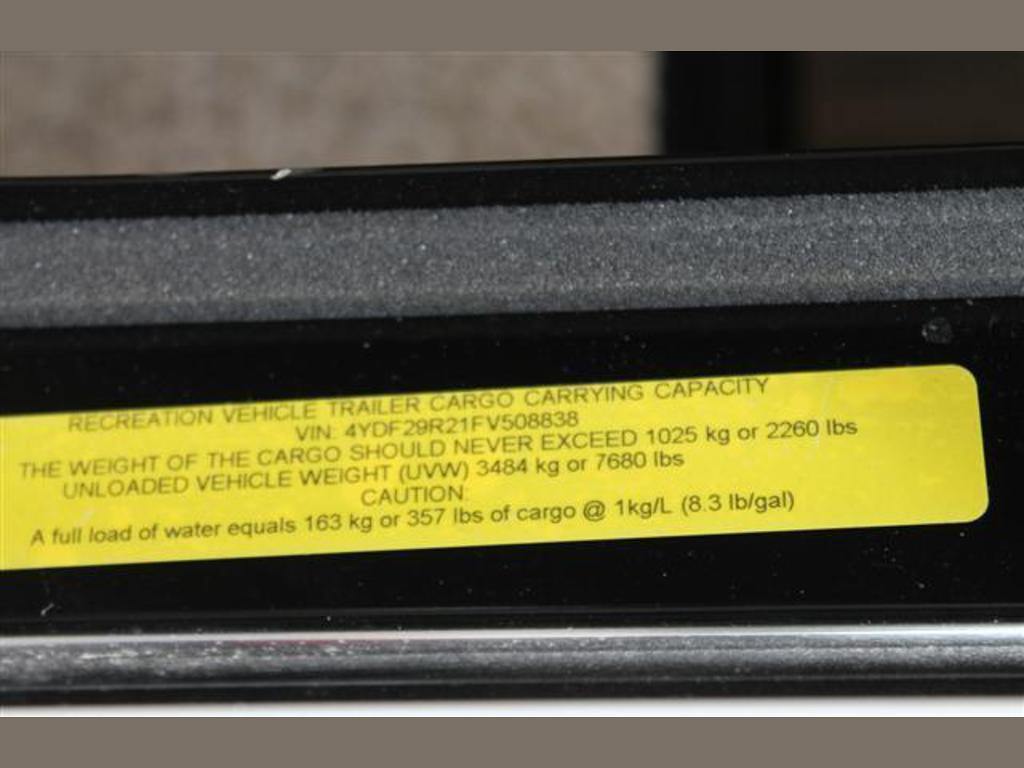 RECREATION VEHICLE TRAILER CARGO CARRYING CAPACITY
VIN: 4YDF29R21FV508838
THE WEIGHT OF THE CARGO SHOULD NEVER EXCEED 1025 kg or 2260 lbs
UNLOADED VEHICLE WEIGHT (UVW) 3484 kg or 7680 lbs
CAUTION:
A full load of water equals 163 kg or 357 lbs of cargo @ 1kg/L (8.3 lb/gal)